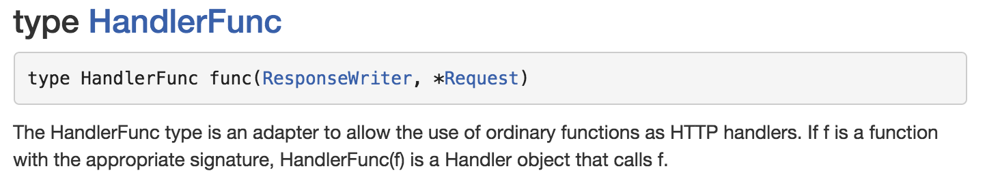 type HandlerFunc
type HandlerFunc func(ResponseWriter, *Request)
The HandlerFunc type is an adapter to allow the use of ordinary functions as HTTP handlers. If f is a function
with the appropriate signature, HandlerFunc(f) is a Handler object that calls f.